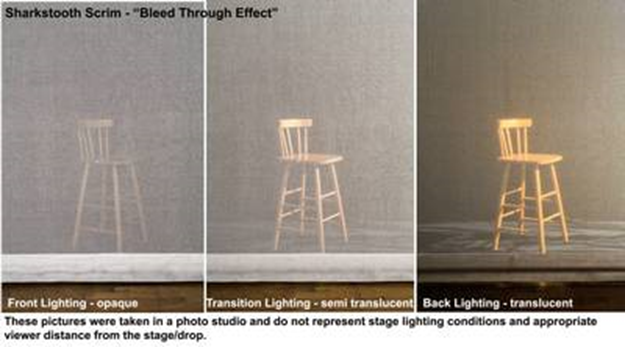 Sharkstooth Scrim - “Bleed Through Effect”
Front Lighting - opaque
Transition Lighting - semi translucent
Back Lighting - translucent
These pictures were taken in a photo studio and do not represent stage lighting conditions and appropriate
viewer distance from the stage/drop.